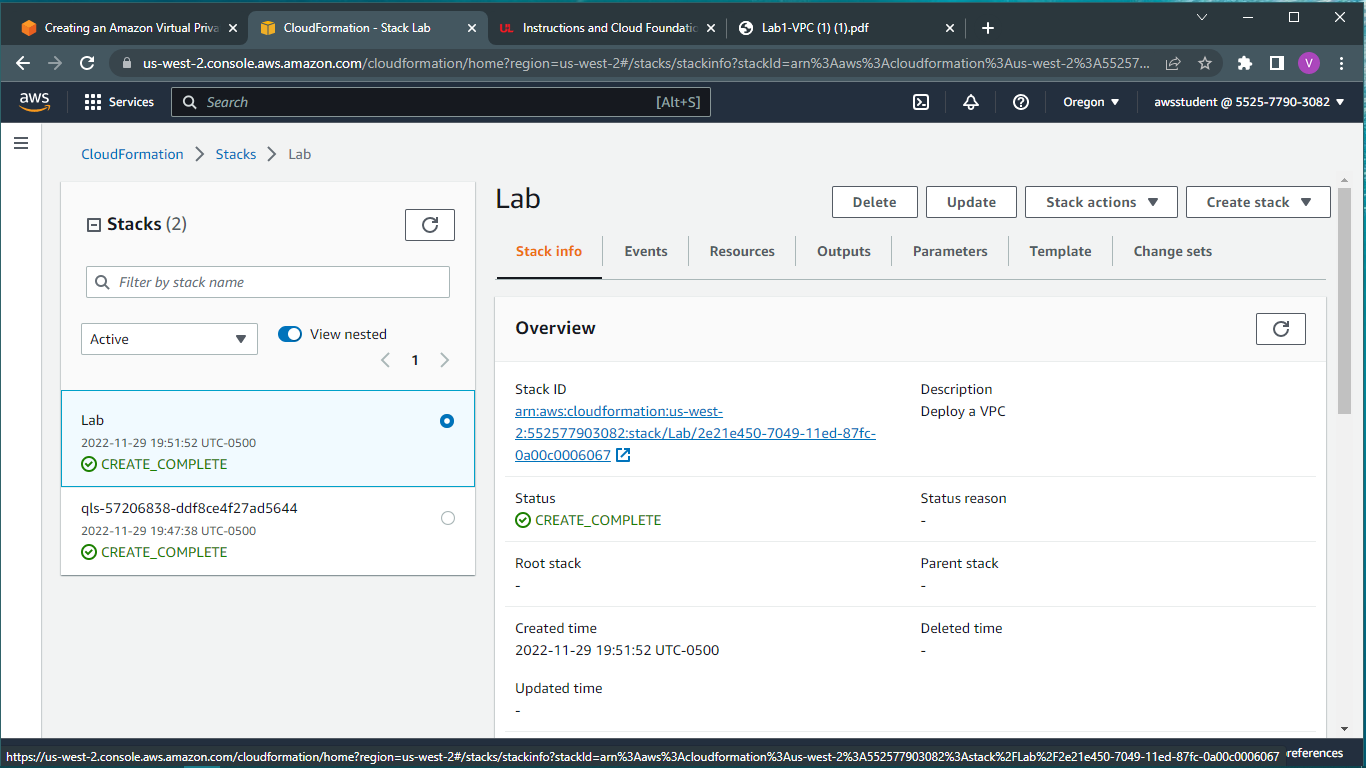 Creating an Amazon Virtual Priva
CloudFormation - Stack Lab
UL Instructions and Cloud Foundatio
Lab1-VPC (1) (1).pdf
us-west-2.console.aws.amazon.com/cloudformation/home?region=us-west-2#/stacks/stackinfo?stackId=arn%3Aaws%3Acloudformation%3Aus-west-2%3A55257...
V
aws
Services
Search
[Alt+S]
Oregon
awsstudent @ 5525-7790-3082
CloudFormation
Stacks
Lab
Stacks (2)
Filter by stack name
Active
View nested
1
Lab
2022-11-29 19:51:52 UTC-0500
CREATE_COMPLETE
qls-57206838-ddf8ce4f27ad5644
2022-11-29 19:47:38 UTC-0500
CREATE_COMPLETE
Lab
Delete
Update
Stack actions
Create stack
Stack info
Events
Resources
Outputs
Parameters
Template
Change sets
Overview
Stack ID
arn:aws:cloudformation:us-west-
2:552577903082:stack/Lab/2e21e450-7049-11ed-87fc-
0a00c0006067
Description
Deploy a VPC
Status
CREATE_COMPLETE
Status reason
-
Root stack
-
Parent stack
-
Created time
2022-11-29 19:51:52 UTC-0500
Deleted time
-
Updated time
-
https://us-west-2.console.aws.amazon.com/cloudformation/home?region=us-west-2#/stacks/stackinfo?stackId=arn%3Aaws%3Acloudformation%3Aus-west-2%3A552577903082%3Astack%2FLab%2F2e21e450-7049-11ed-87fc-0a00c0006067
references